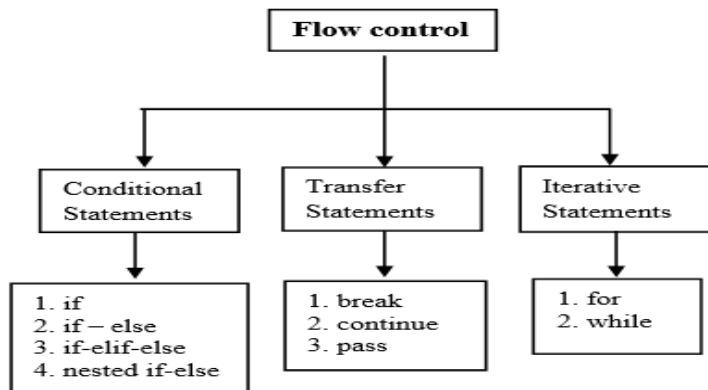 Flow control
Conditional
Statements
Transfer
Statements
Iterative
Statements
1. if
2. if – else
3. if-elif-else
4. nested if-else
1. break
2. continue
3. pass
1. for
2. while